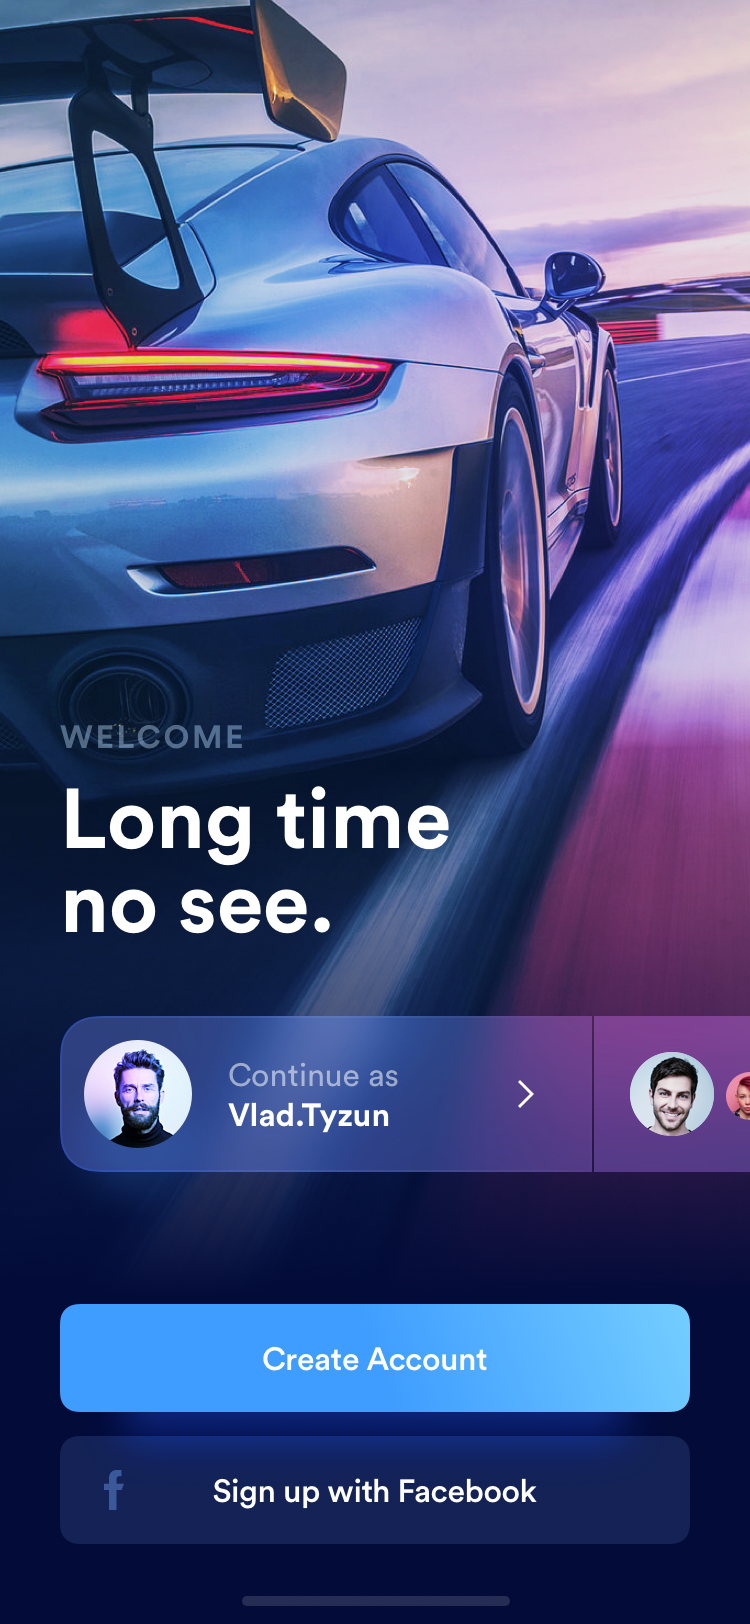 WELCOME
Long time
no see.
Continue as
Vlad.Tyzun
Create Account
f
Sign up with Facebook